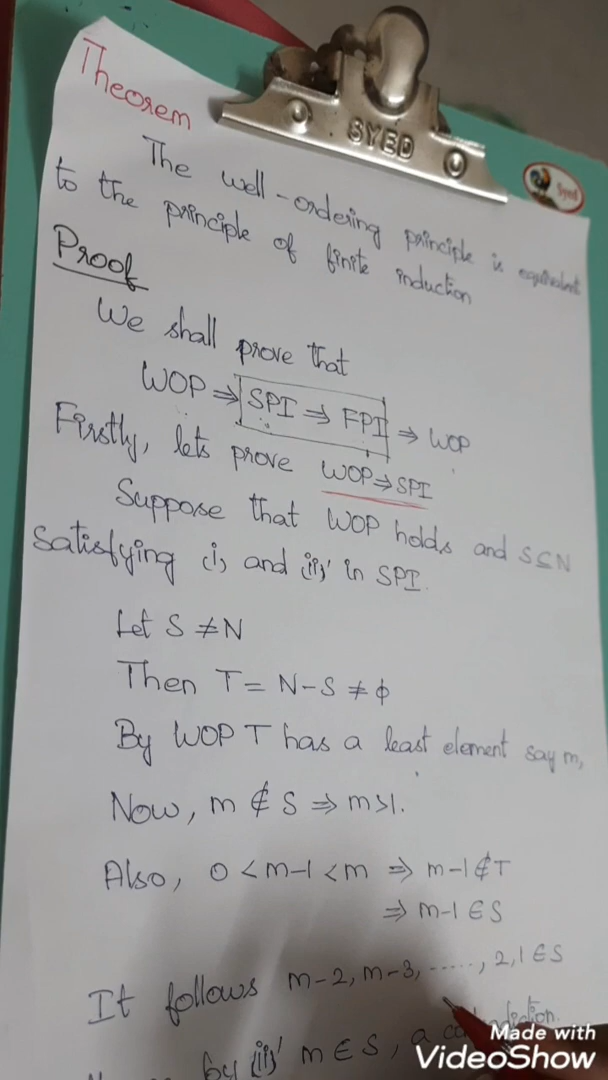 SYED
Syed
Theorem
The well-ordering principle is equivalent
to the principle of finite induction
Proof
We shall prove that
WOP ⇒ SPI ⇒ FPI ⇒ WOP
Firstly, lets prove WOP ⇒ SPI
Suppose that WOP holds and S⊆N
satisfying (i) and (ii)' in SPI.
Let S ≠ N
Then T = N-S ≠ ϕ
By WOP T has a least element say m,
Now, m ∉ S ⇒ m>1.
Also, 0 < m-1 < m ⇒ m-1 ∉ T
⇒ m-1 ∈ S
It follows m-2, m-3, ......, 2, 1 ∈ S
by (ii)' m ∈ S, a
Made with
VideoShow